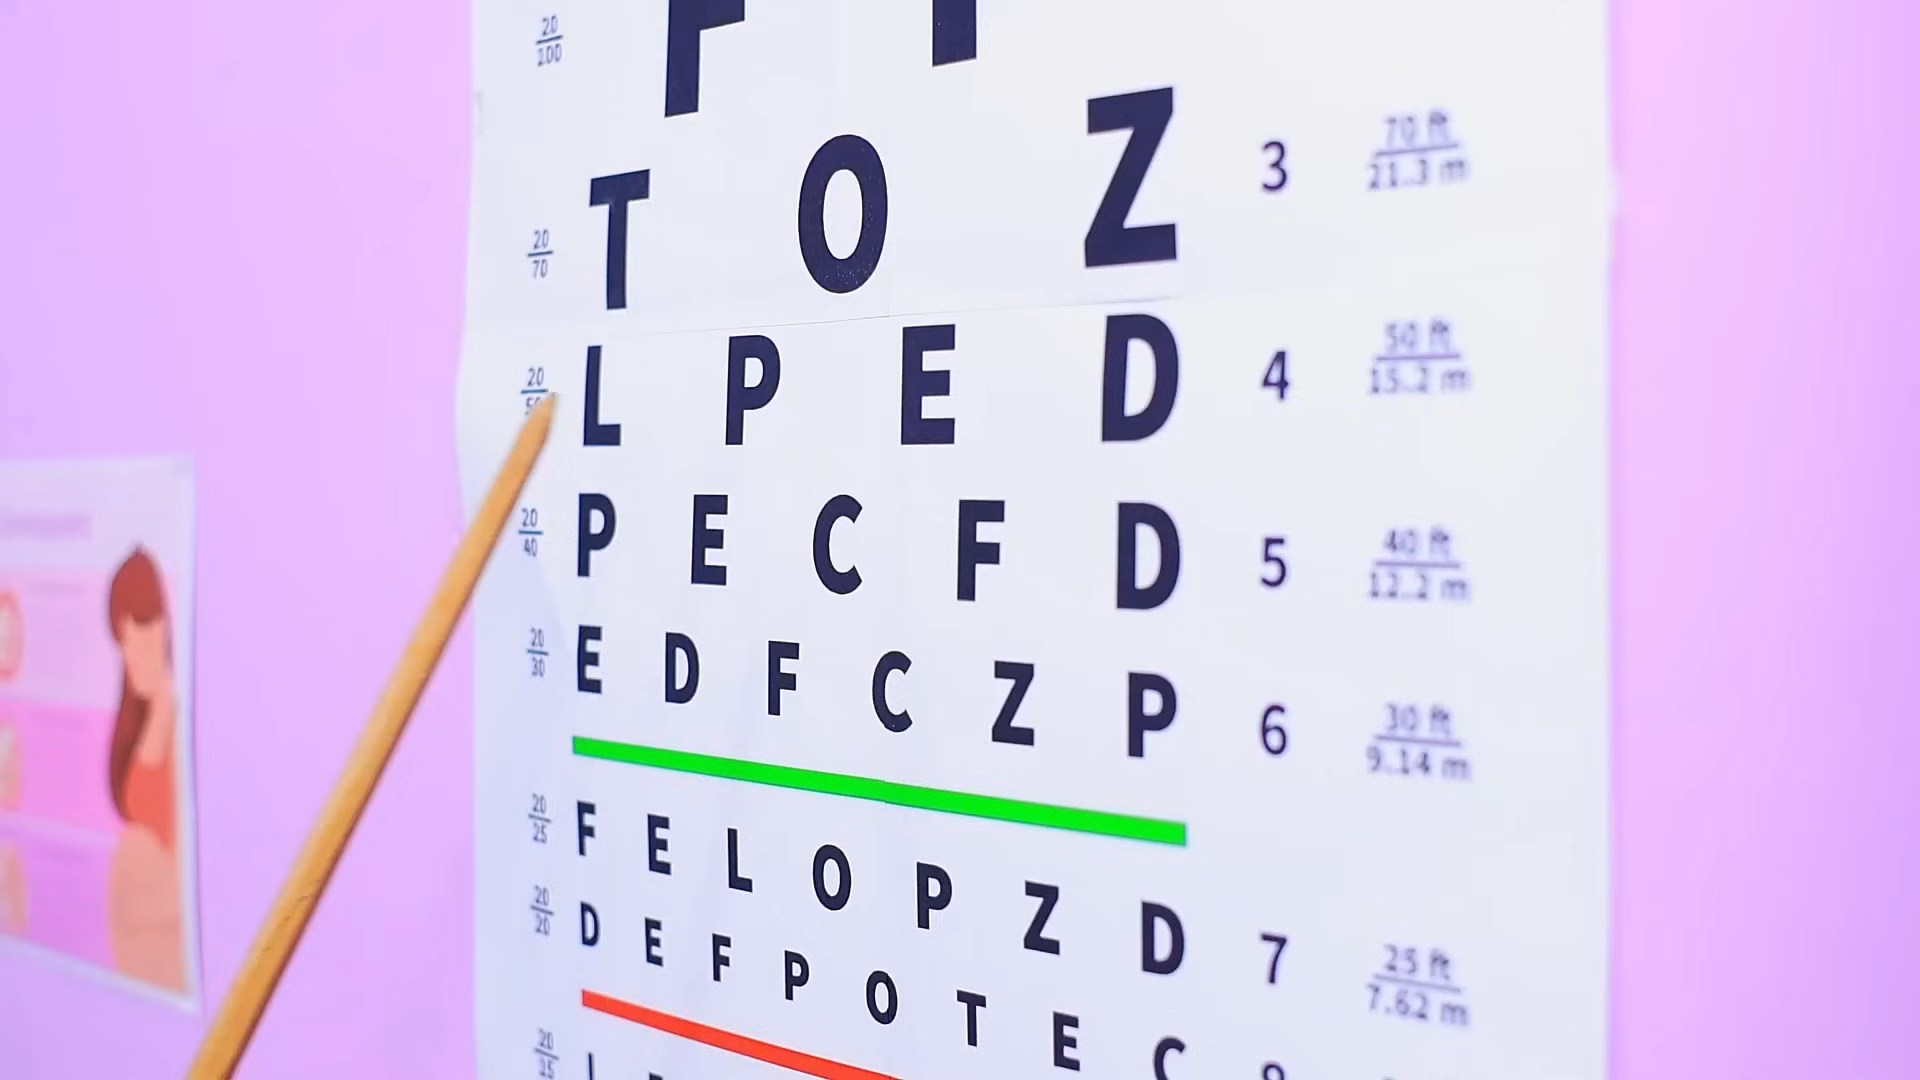 20/100 F P
20/70 T O Z 3 70 ft/21.3 m
20/50 L P E D 4 50 ft/15.2 m
20/40 P E C F D 5 40 ft/12.2 m
20/30 E D F C Z P 6 30 ft/9.14 m
20/25 F E L O P Z D 7 25 ft/7.62 m
20/20 D E F P O T E C
20/15